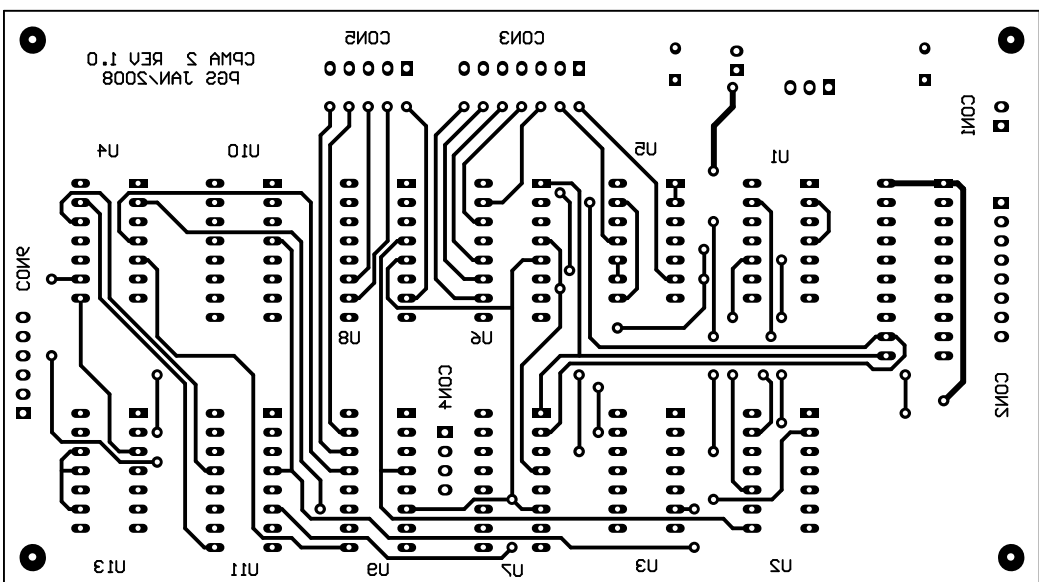 CON5
CON3
CPMA 2 REV 1.0
PGS JAN/2008
CON1
U4
U10
U5
U1
CON6
U8
U6
CON4
CON2
U13
U11
U9
U7
U3
U2